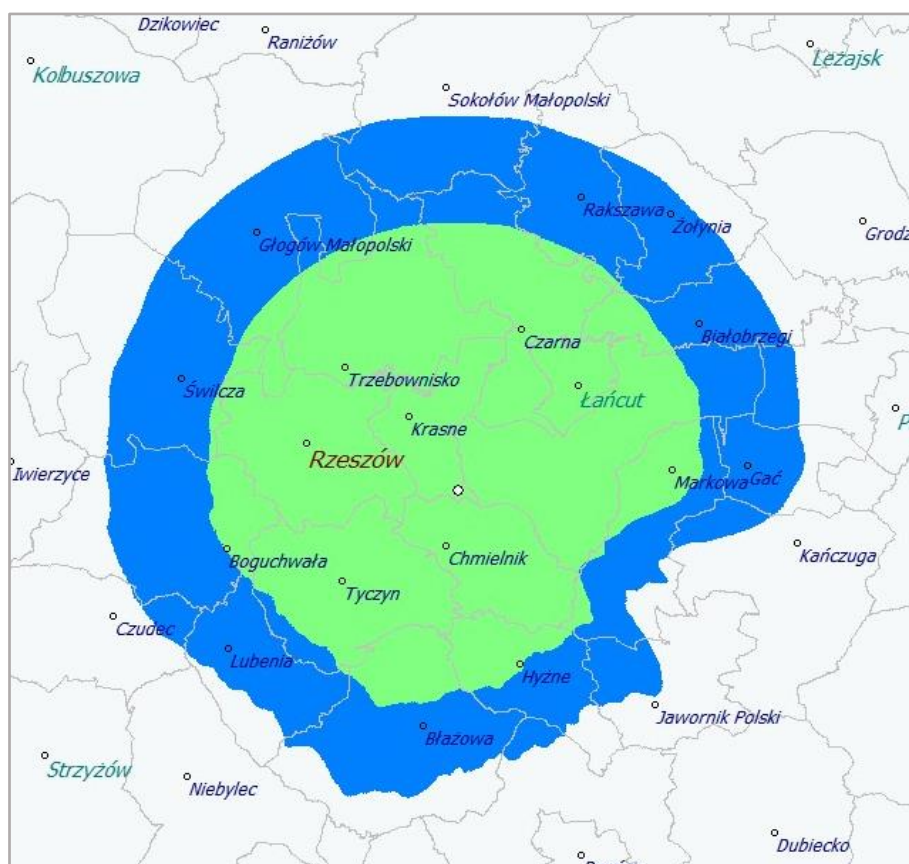 Dzikowiec
Raniżów
Kolbuszowa
Leżajsk
Sokołów Małopolski
Rakszawa
Żołynia
Grodz
Głogów Małopolski
Białobrzegi
Czarna
Trzebownisko
Świlcza
Łańcut
Krasne
P
Rzeszów
Iwierzyce
Markowa
Gać
Boguchwała
Chmielnik
Kańczuga
Tyczyn
Czudec
Lubenia
Hyżne
Jawornik Polski
Błażowa
Strzyżów
Niebylec
Dubiecko